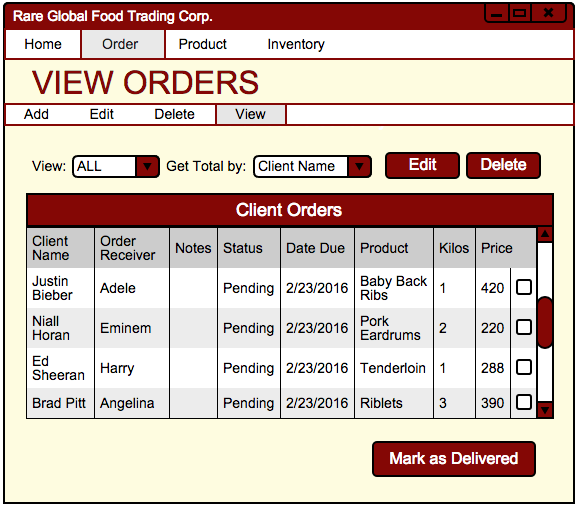 Rare Global Food Trading Corp.
Home Order Product Inventory
VIEW ORDERS
Add Edit Delete View
View: ALL Get Total by: Client Name Edit Delete
Client Orders
Client Name Order Receiver Notes Status Date Due Product Kilos Price
Justin Bieber Adele Pending 2/23/2016 Baby Back Ribs 1 420
Niall Horan Eminem Pending 2/23/2016 Pork Eardrums 2 220
Ed Sheeran Harry Pending 2/23/2016 Tenderloin 1 288
Brad Pitt Angelina Pending 2/23/2016 Riblets 3 390
Mark as Delivered